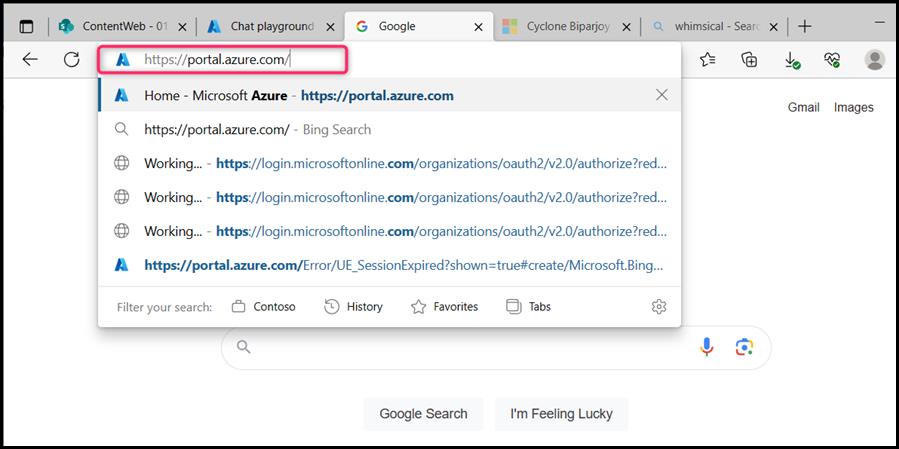 ContentWeb - 01
Chat playground
Google
Cyclone Biparjoy
whimsical - Sear
https://portal.azure.com/
Home - Microsoft Azure - https://portal.azure.com
https://portal.azure.com/ - Bing Search
Working... - https://login.microsoftonline.com/organizations/oauth2/v2.0/authorize?red...
Working... - https://login.microsoftonline.com/organizations/oauth2/v2.0/authorize?red...
Working... - https://login.microsoftonline.com/organizations/oauth2/v2.0/authorize?red...
https://portal.azure.com/Error/UE_SessionExpired?shown=true#create/Microsoft.Bing...
Filter your search: Contoso History Favorites Tabs
Gmail Images
Google Search
I'm Feeling Lucky